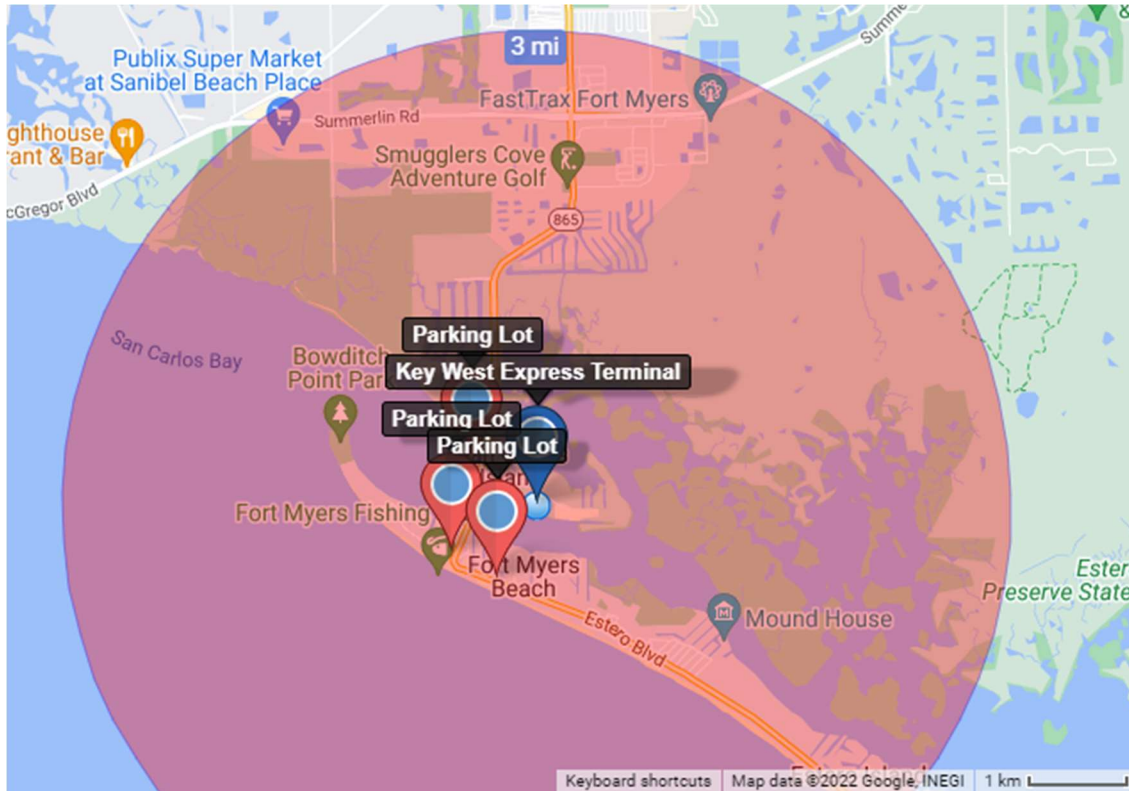 3 mi
Publix Super Market
at Sanibel Beach Place
FastTrax Fort Myers
Summerlin Rd
ghthouse
rant & Bar
Smugglers Cove
Adventure Golf
cGregor Blvd
865
San Carlos Bay
Parking Lot
Bowditch
Point Par
Key West Express Terminal
Parking Lot
Parking Lot
Fort Myers Fishing
Fort Myers
Beach
Ester
Preserve State
Mound House
Estero Blvd
Keyboard shortcuts
Map data ©2022 Google, INEGI
1 km